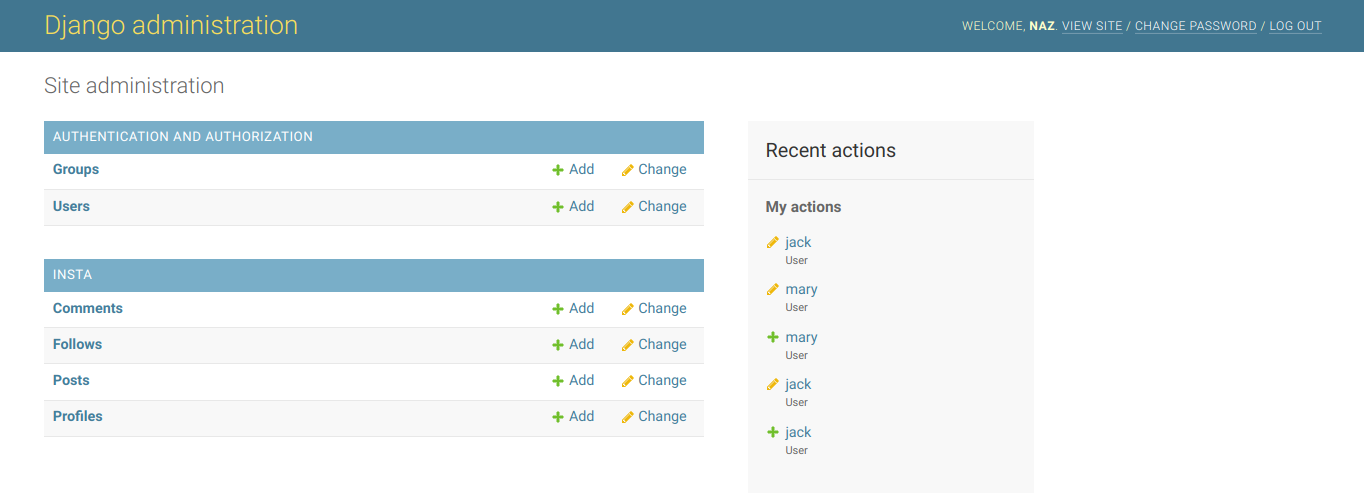 Django administration
WELCOME, NAZ. VIEW SITE / CHANGE PASSWORD / LOG OUT
Site administration
AUTHENTICATION AND AUTHORIZATION
Groups Add Change
Users Add Change
INSTA
Comments Add Change
Follows Add Change
Posts Add Change
Profiles Add Change
Recent actions
My actions
jack
User
mary
User
mary
User
jack
User
jack
User